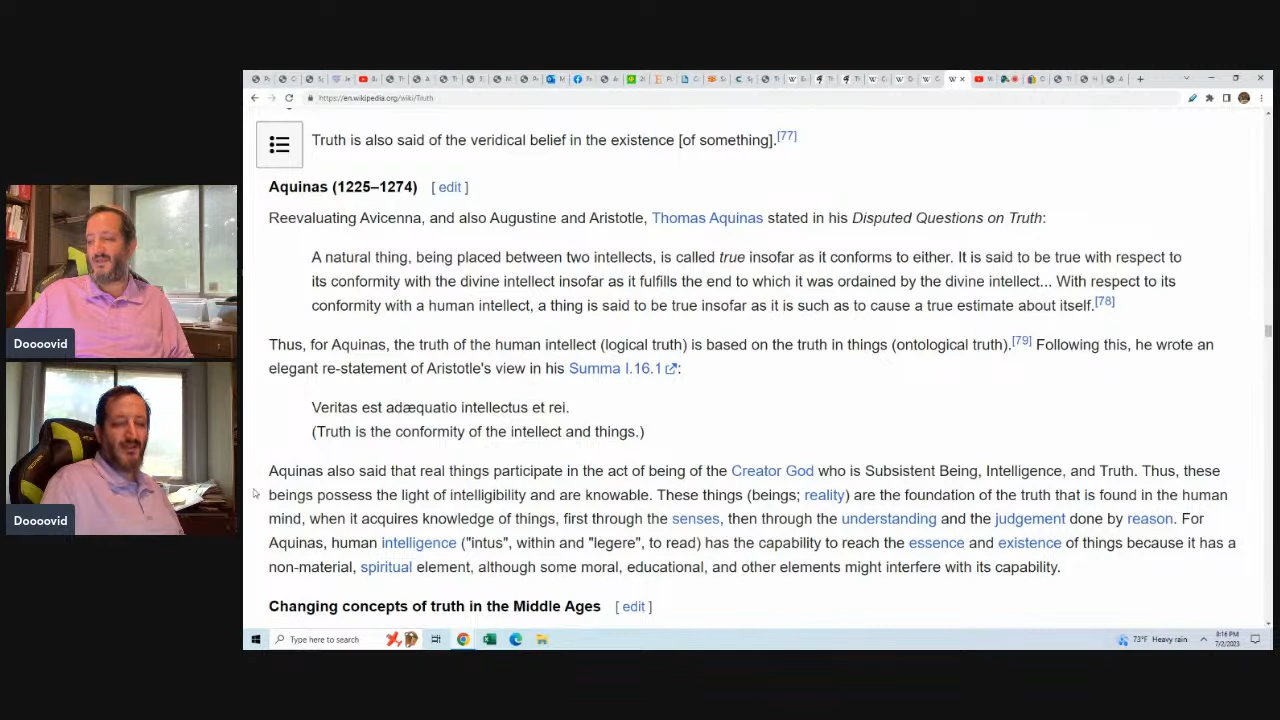 https://en.wikipedia.org/wiki/Truth
Truth is also said of the veridical belief in the existence [of something].[77]
Aquinas (1225–1274) [ edit ]
Reevaluating Avicenna, and also Augustine and Aristotle, Thomas Aquinas stated in his Disputed Questions on Truth:
A natural thing, being placed between two intellects, is called true insofar as it conforms to either. It is said to be true with respect to
its conformity with the divine intellect insofar as it fulfills the end to which it was ordained by the divine intellect... With respect to its
conformity with a human intellect, a thing is said to be true insofar as it is such as to cause a true estimate about itself.[78]
Thus, for Aquinas, the truth of the human intellect (logical truth) is based on the truth in things (ontological truth).[79] Following this, he wrote an
elegant re-statement of Aristotle's view in his Summa I.16.1:
Veritas est adæquatio intellectus et rei.
(Truth is the conformity of the intellect and things.)
Aquinas also said that real things participate in the act of being of the Creator God who is Subsistent Being, Intelligence, and Truth. Thus, these
beings possess the light of intelligibility and are knowable. These things (beings; reality) are the foundation of the truth that is found in the human
mind, when it acquires knowledge of things, first through the senses, then through the understanding and the judgement done by reason. For
Aquinas, human intelligence ("intus", within and "legere", to read) has the capability to reach the essence and existence of things because it has a
non-material, spiritual element, although some moral, educational, and other elements might interfere with its capability.
Changing concepts of truth in the Middle Ages [ edit ]
Doooovid
Doooovid
Type here to search
73°F Heavy rain
8:16 PM